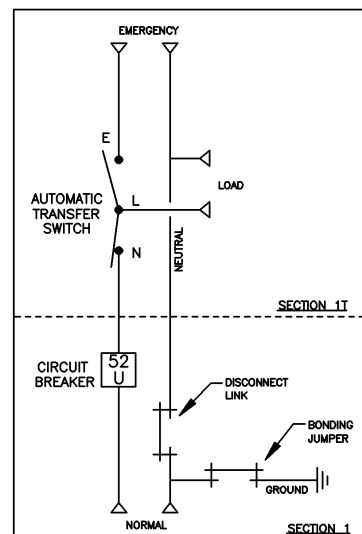 EMERGENCY
E
LOAD
AUTOMATIC
TRANSFER
SWITCH
L
N
NEUTRAL
SECTION 1T
CIRCUIT
BREAKER
52
U
DISCONNECT
LINK
BONDING
JUMPER
GROUND
NORMAL
SECTION 1